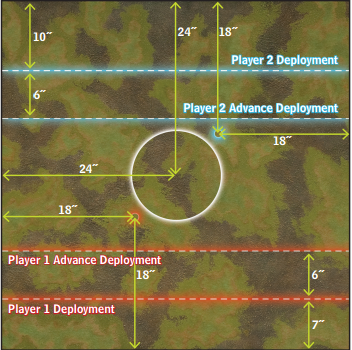 10˝
24˝
18˝
Player 2 Deployment
6˝
Player 2 Advance Deployment
18˝
24˝
18˝
Player 1 Advance Deployment
18˝
6˝
Player 1 Deployment
7˝